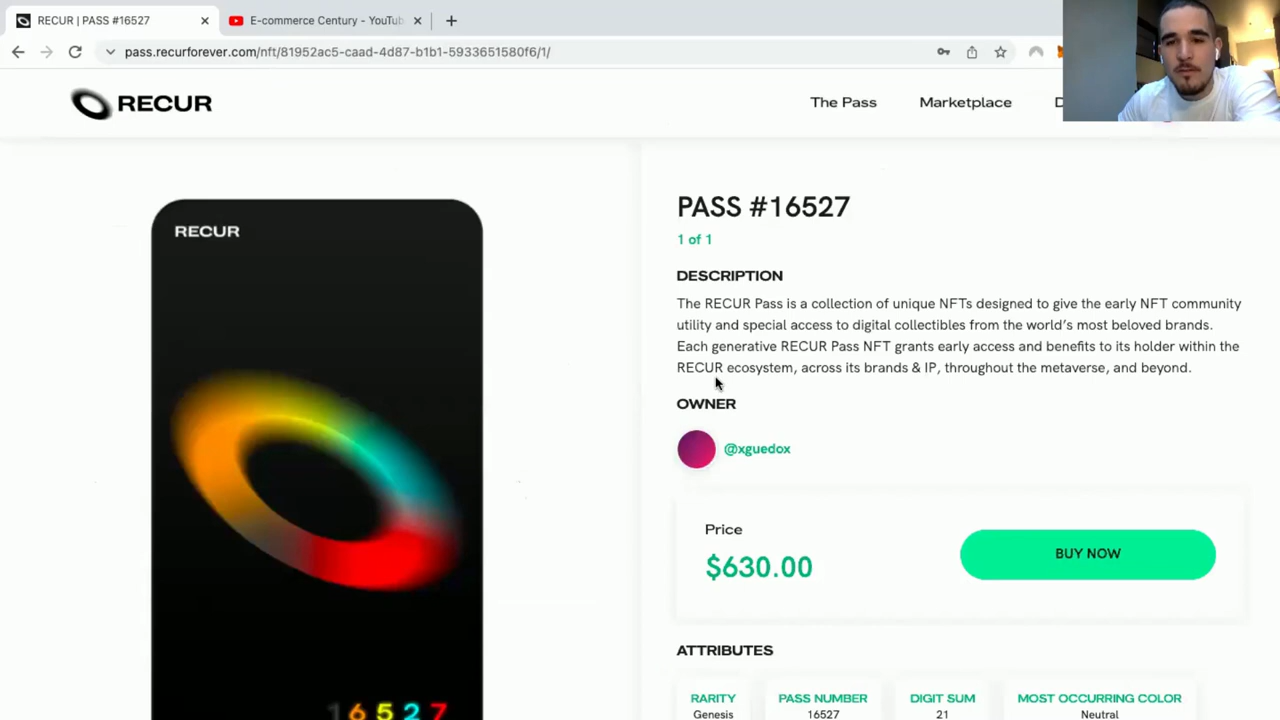 RECUR | PASS #16527
E-commerce Century - YouTub
pass.recurforever.com/nft/81952ac5-caad-4d87-b1b1-5933651580f6/1/
RECUR
The Pass
Marketplace
RECUR
16527
PASS #16527
1 of 1
DESCRIPTION
The RECUR Pass is a collection of unique NFTs designed to give the early NFT community
utility and special access to digital collectibles from the world's most beloved brands.
Each generative RECUR Pass NFT grants early access and benefits to its holder within the
RECUR ecosystem, across its brands & IP, throughout the metaverse, and beyond.
OWNER
@xguedox
Price
$630.00
BUY NOW
ATTRIBUTES
RARITY
Genesis
PASS NUMBER
16527
DIGIT SUM
21
MOST OCCURRING COLOR
Neutral